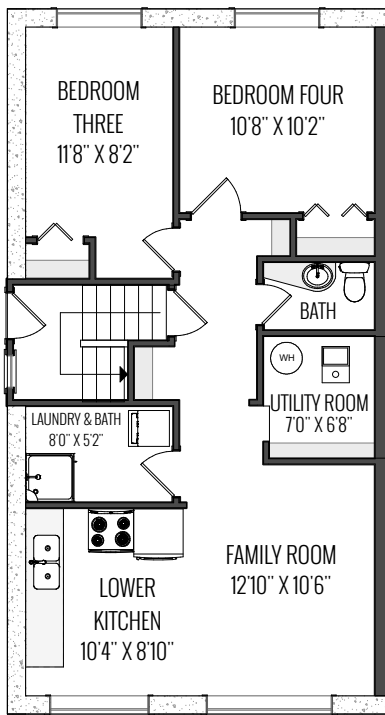 BEDROOM
THREE
11'8" X 8'2"
BEDROOM FOUR
10'8" X 10'2"
BATH
WH
UTILITY ROOM
7'0" X 6'8"
LAUNDRY & BATH
8'0" X 5'2"
FAMILY ROOM
12'10" X 10'6"
LOWER
KITCHEN
10'4" X 8'10"